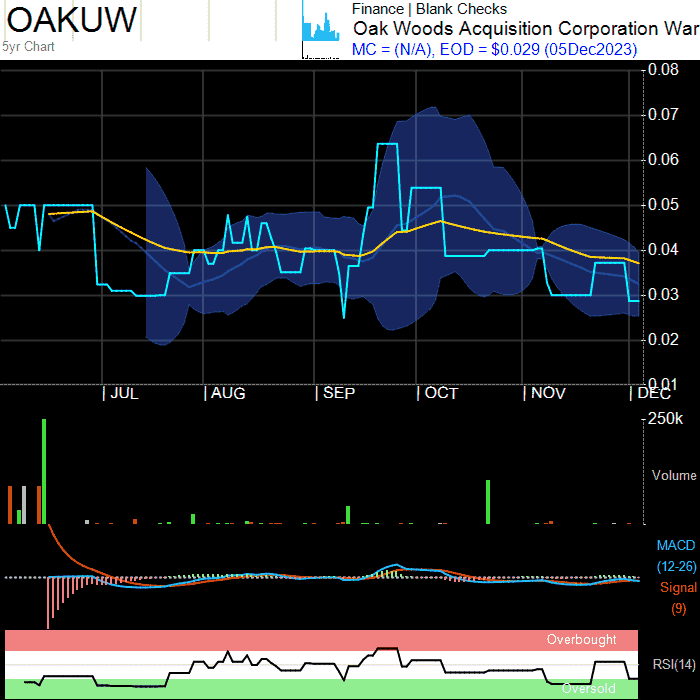 OAKUW
5yr Chart
Finance | Blank Checks
Oak Woods Acquisition Corporation War
MC = (N/A), EOD = $0.029 (05Dec2023)
0.08
0.07
0.06
0.05
0.04
0.03
0.02
0.01
| JUL | AUG | SEP | OCT | NOV | DEC
250k
Volume
MACD
(12-26)
Signal
(9)
Overbought
RSI(14)
Oversold